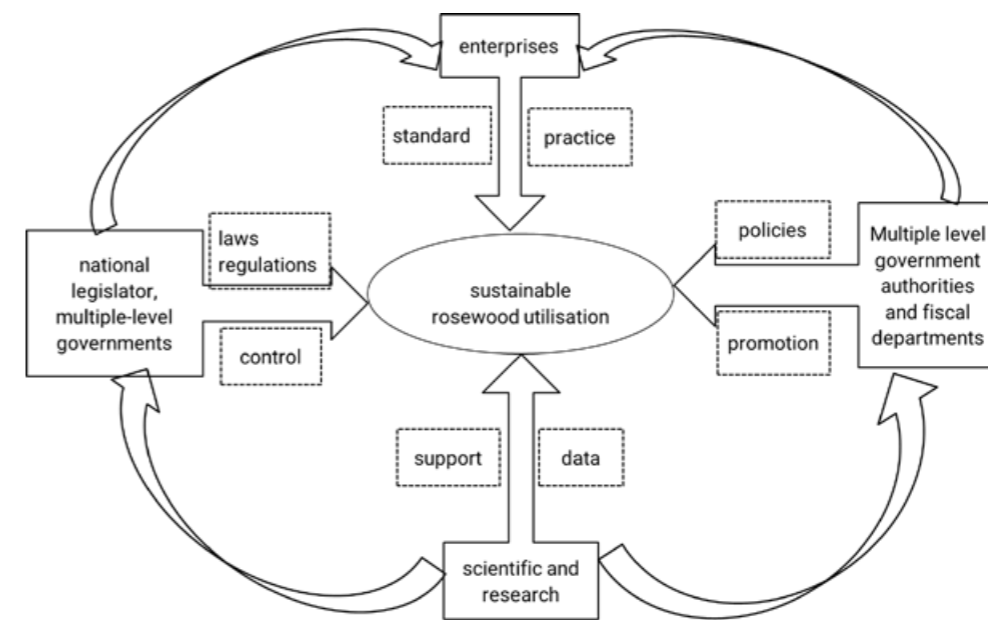 enterprises
standard
practice
national
legislator,
multiple-level
governments
laws
regulations
control
sustainable
rosewood utilisation
policies
promotion
Multiple level
government
authorities
and fiscal
departments
support
data
scientific and
research